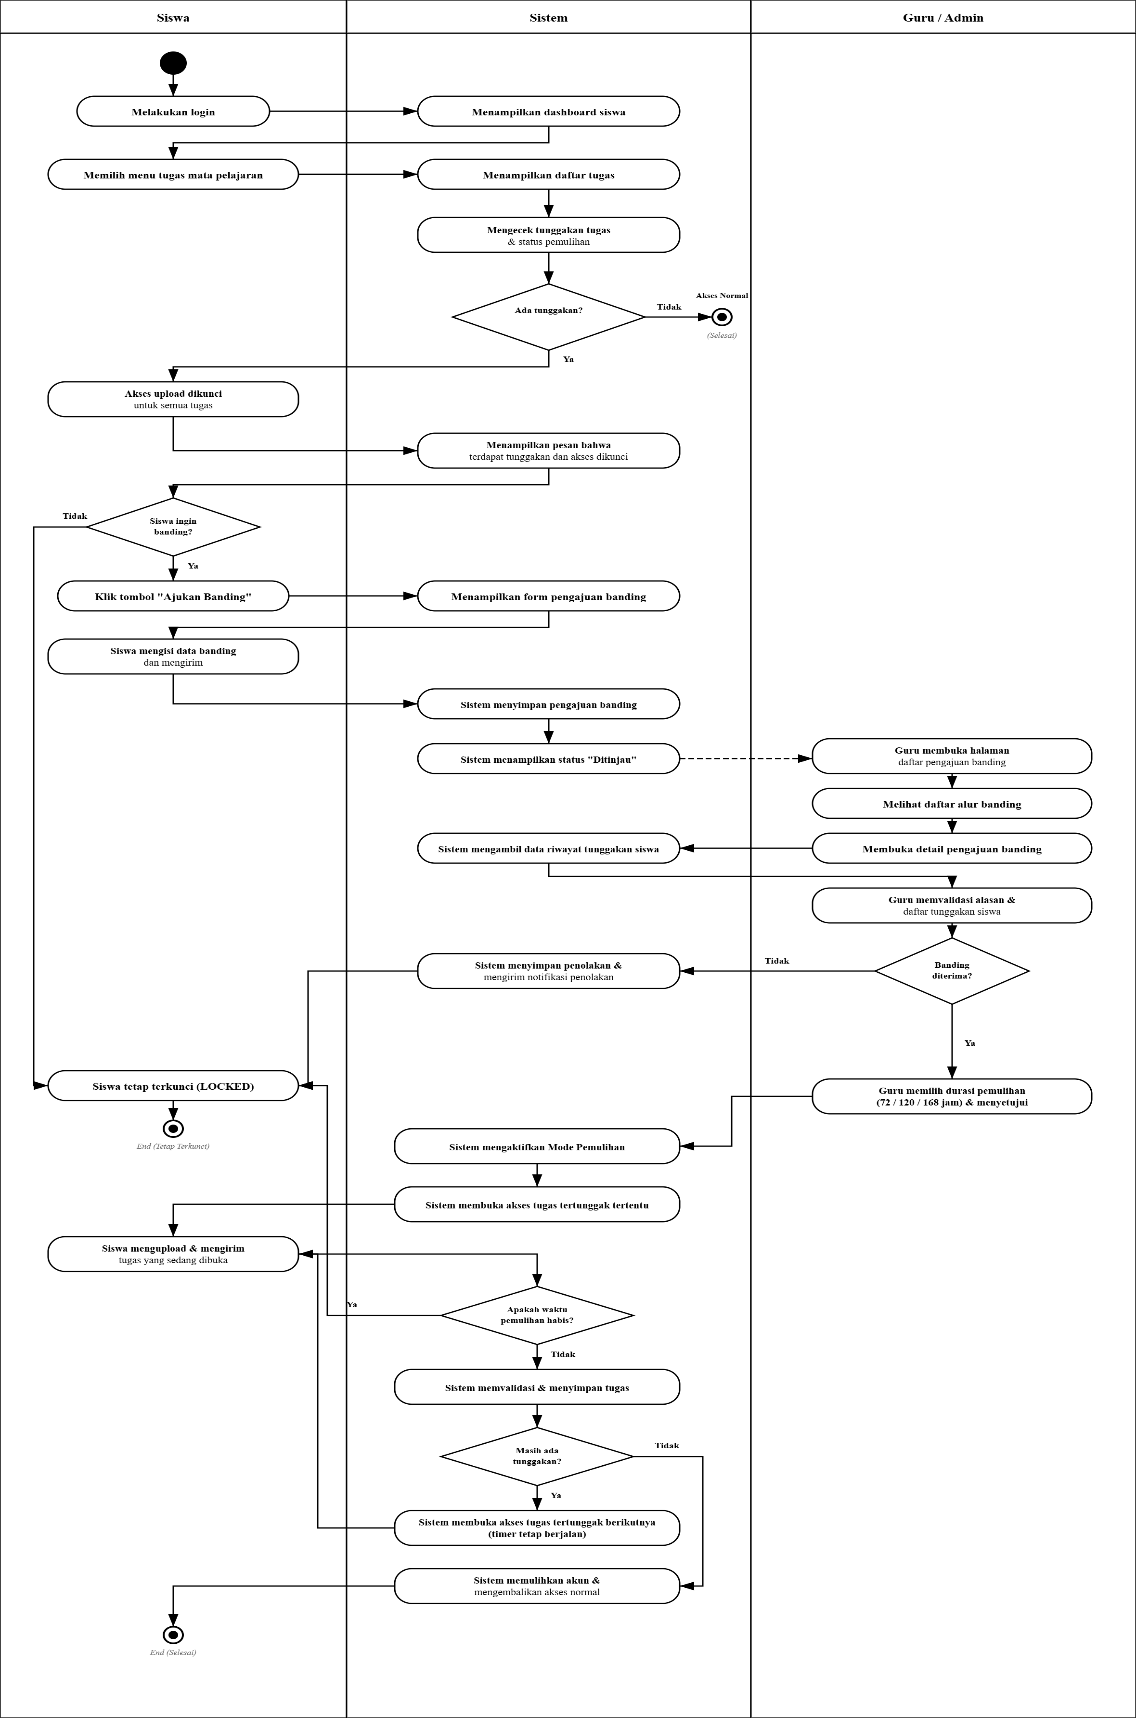 Siswa
Sistem
Guru / Admin
Melakukan login
Menampilkan dashboard siswa
Memilih menu tugas mata pelajaran
Menampilkan daftar tugas
Mengecek tunggakan tugas
& status pemulihan
Ada tunggakan?
Tidak
Akses Normal
(Selesai)
Ya
Akses upload dikunci
untuk semua tugas
Menampilkan pesan bahwa
terdapat tunggakan dan akses dikunci
Tidak
Siswa ingin
banding?
Ya
Klik tombol "Ajukan Banding"
Menampilkan form pengajuan banding
Siswa mengisi data banding
dan mengirim
Sistem menyimpan pengajuan banding
Sistem menampilkan status "Ditinjau"
Guru membuka halaman
daftar pengajuan banding
Melihat daftar alur banding
Membuka detail pengajuan banding
Sistem mengambil data riwayat tunggakan siswa
Guru memvalidasi alasan &
daftar tunggakan siswa
Banding
diterima?
Tidak
Sistem menyimpan penolakan &
mengirim notifikasi penolakan
Ya
Siswa tetap terkunci (LOCKED)
End (Tetap Terkunci)
Guru memilih durasi pemulihan
(72 / 120 / 168 jam) & menyetujui
Sistem mengaktifkan Mode Pemulihan
Sistem membuka akses tugas tertunggak tertentu
Siswa mengupload & mengirim
tugas yang sedang dibuka
Ya
Apakah waktu
pemulihan habis?
Tidak
Sistem memvalidasi & menyimpan tugas
Masih ada
tunggakan?
Tidak
Ya
Sistem membuka akses tugas tertunggak berikutnya
(timer tetap berjalan)
Sistem memulihkan akun &
mengembalikan akses normal
End (Selesai)